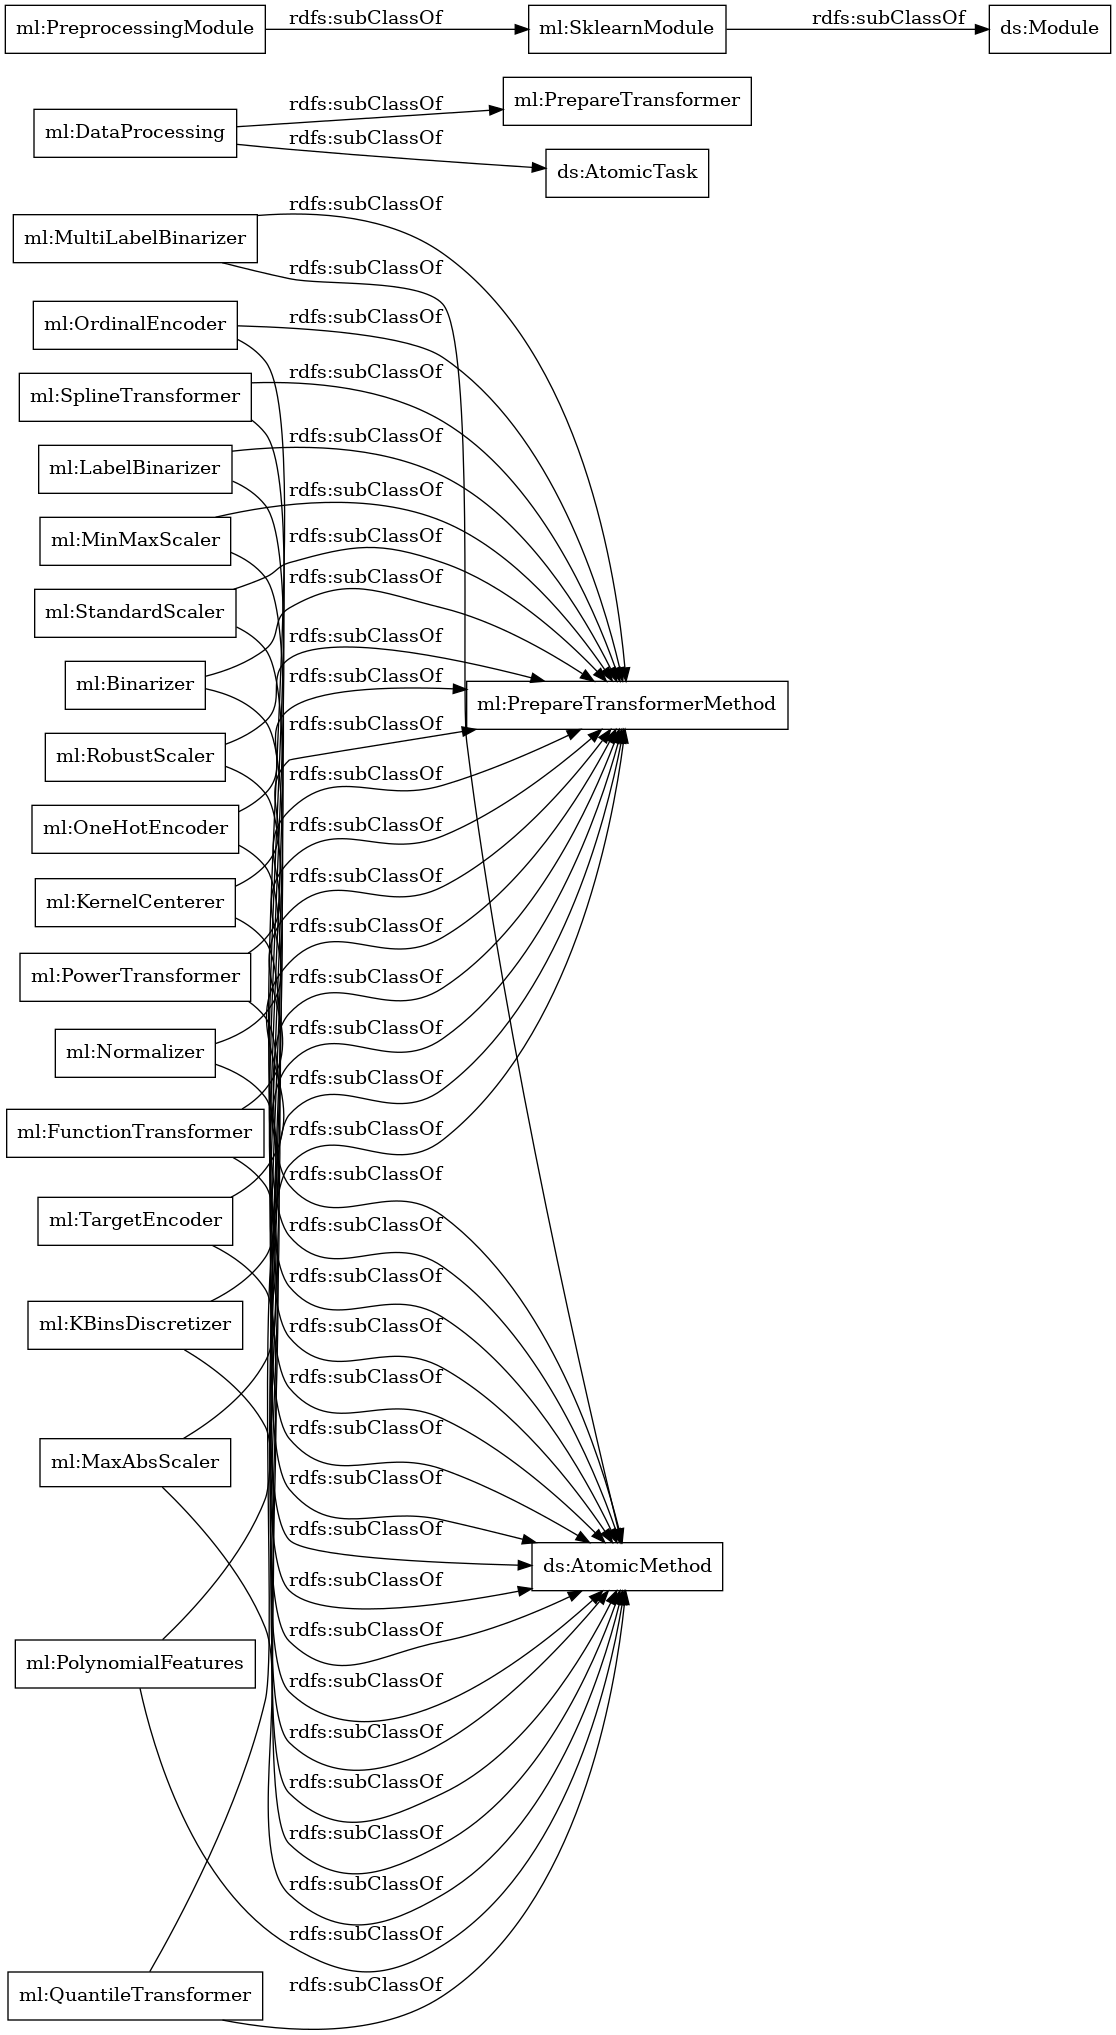 ml:PreprocessingModule
rdfs:subClassOf
ml:SklearnModule
rdfs:subClassOf
ds:Module
ml:PrepareTransformer
rdfs:subClassOf
ml:DataProcessing
rdfs:subClassOf
ds:AtomicTask
rdfs:subClassOf
ml:MultiLabelBinarizer
rdfs:subClassOf
rdfs:subClassOf
ml:OrdinalEncoder
rdfs:subClassOf
ml:SplineTransformer
rdfs:subClassOf
ml:LabelBinarizer
rdfs:subClassOf
rdfs:subClassOf
ml:MinMaxScaler
rdfs:subClassOf
ml:StandardScaler
rdfs:subClassOf
rdfs:subClassOf
ml:Binarizer
ml:PrepareTransformerMethod
rdfs:subClassOf
ml:RobustScaler
rdfs:subClassOf
rdfs:subClassOf
ml:OneHotEncoder
rdfs:subClassOf
ml:KernelCenterer
rdfs:subClassOf
rdfs:subClassOf
ml:PowerTransformer
rdfs:subClassOf
ml:Normalizer
rdfs:subClassOf
rdfs:subClassOf
ml:FunctionTransformer
rdfs:subClassOf
ml:TargetEncoder
rdfs:subClassOf
rdfs:subClassOf
ml:KBinsDiscretizer
rdfs:subClassOf
rdfs:subClassOf
rdfs:subClassOf
ml:MaxAbsScaler
rdfs:subClassOf
rdfs:subClassOf
ds:AtomicMethod
rdfs:subClassOf
rdfs:subClassOf
ml:PolynomialFeatures
rdfs:subClassOf
rdfs:subClassOf
rdfs:subClassOf
rdfs:subClassOf
rdfs:subClassOf
rdfs:subClassOf
rdfs:subClassOf
ml:QuantileTransformer